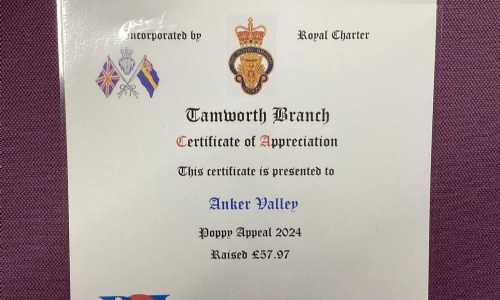 Incorporated by Royal Charter
Tamworth Branch
Certificate of Appreciation
This certificate is presented to
Anker Valley
Poppy Appeal 2024
Raised £57.97